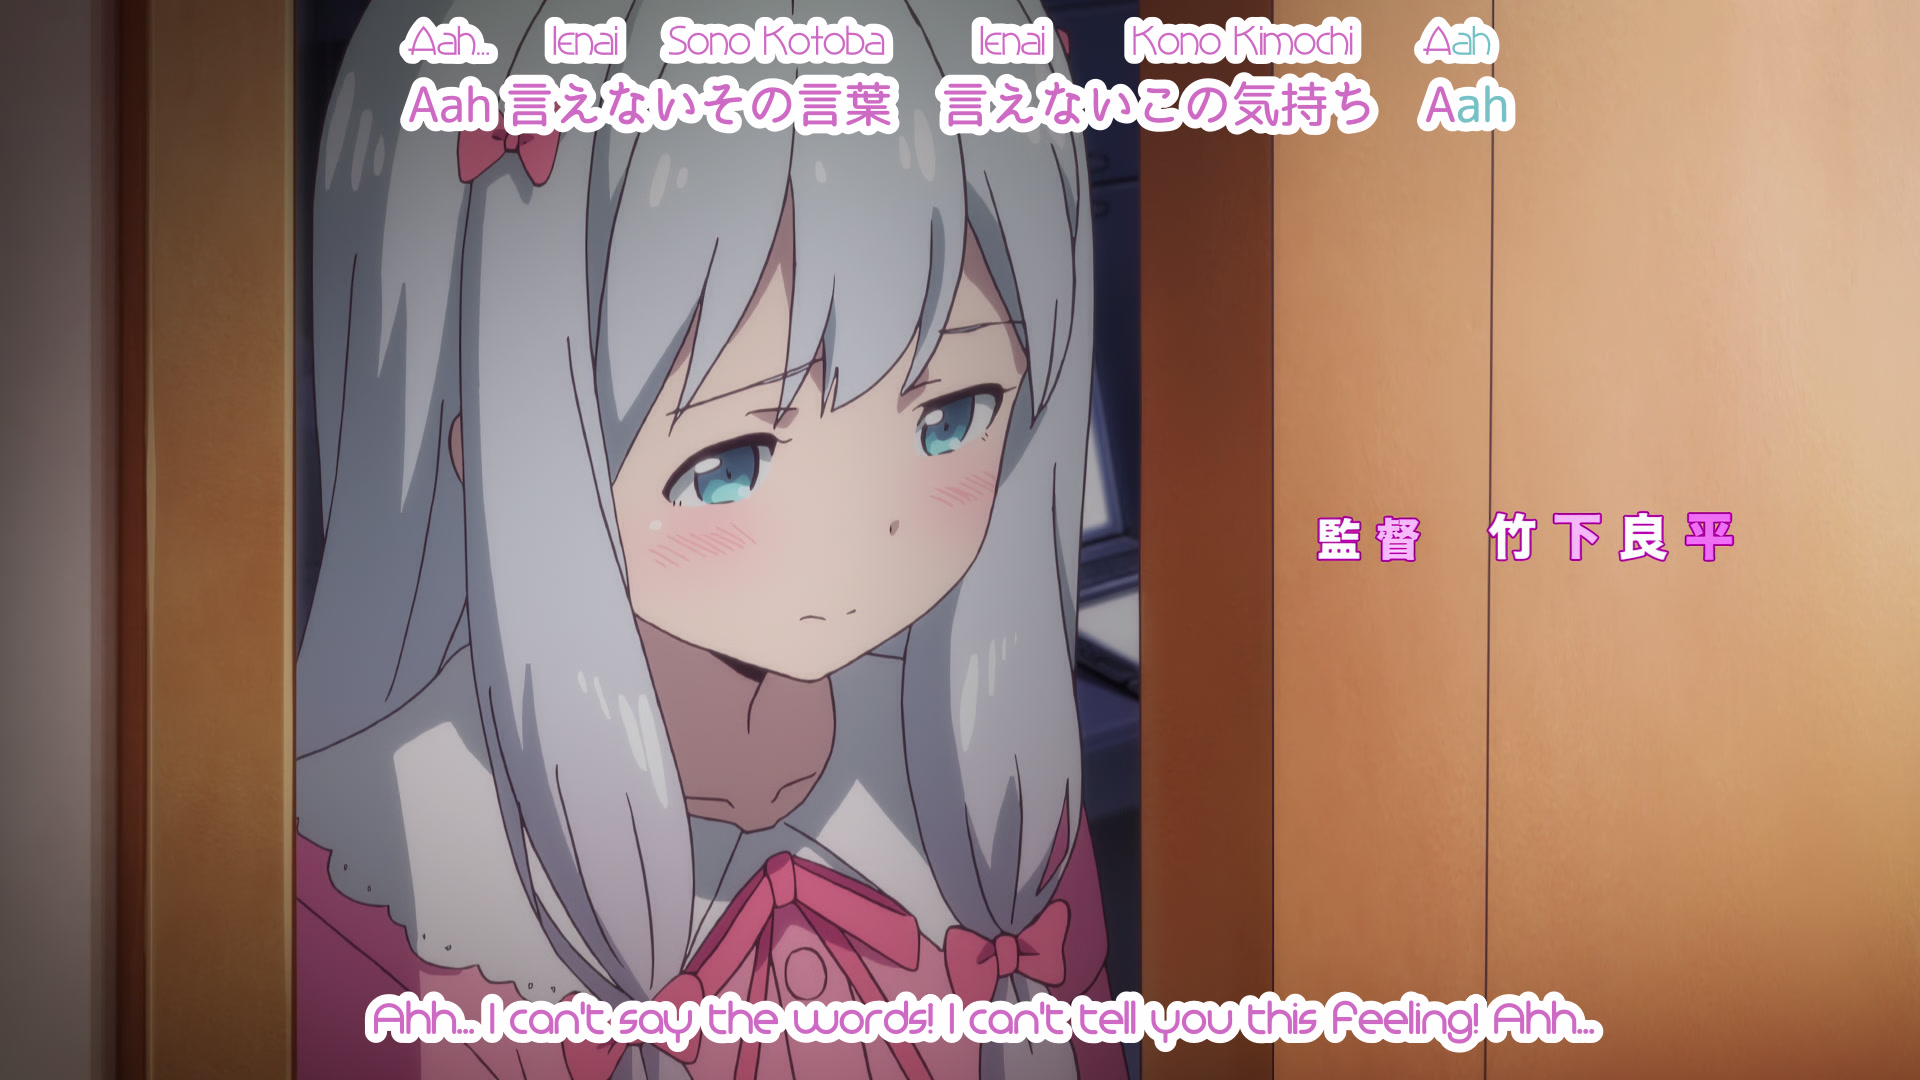 Aah... Ienai Sono Kotoba Ienai Kono Kimochi Aah
Aah 言えないその言葉 言えないこの気持ち Aah
監督 竹下良平
Ahh... I can't say the words! I can't tell you this feeling! Ahh...